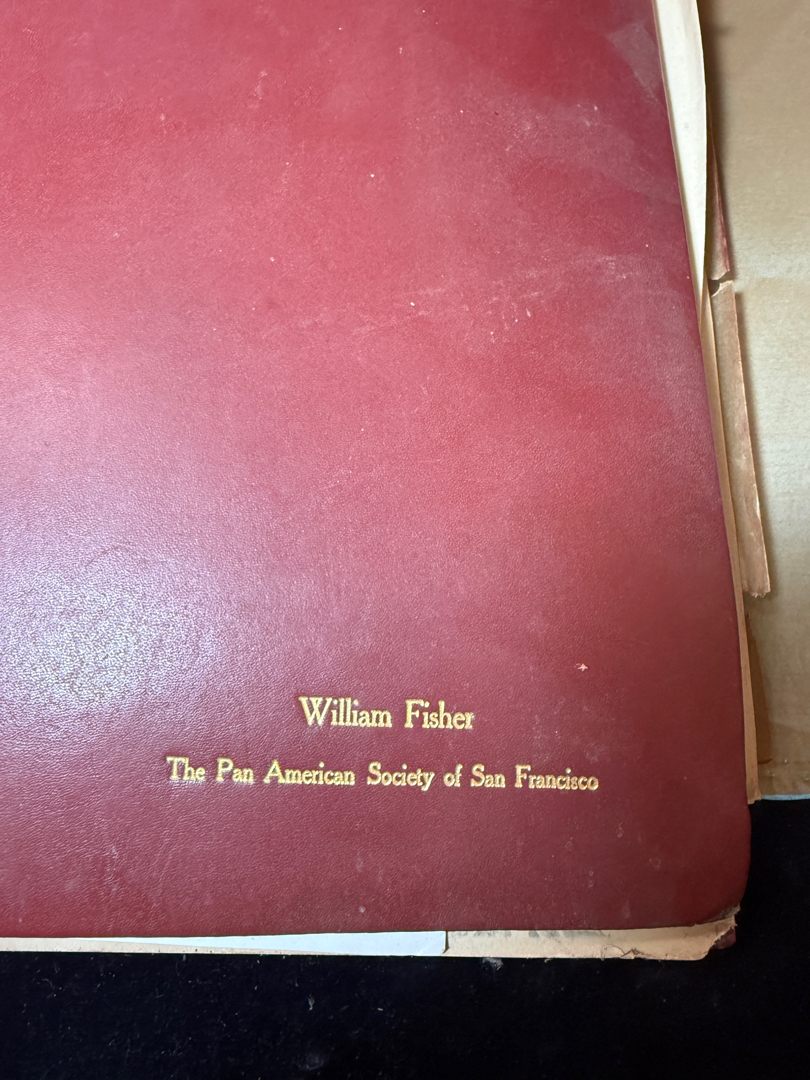 William Fisher
The Pan American Society of San Francisco